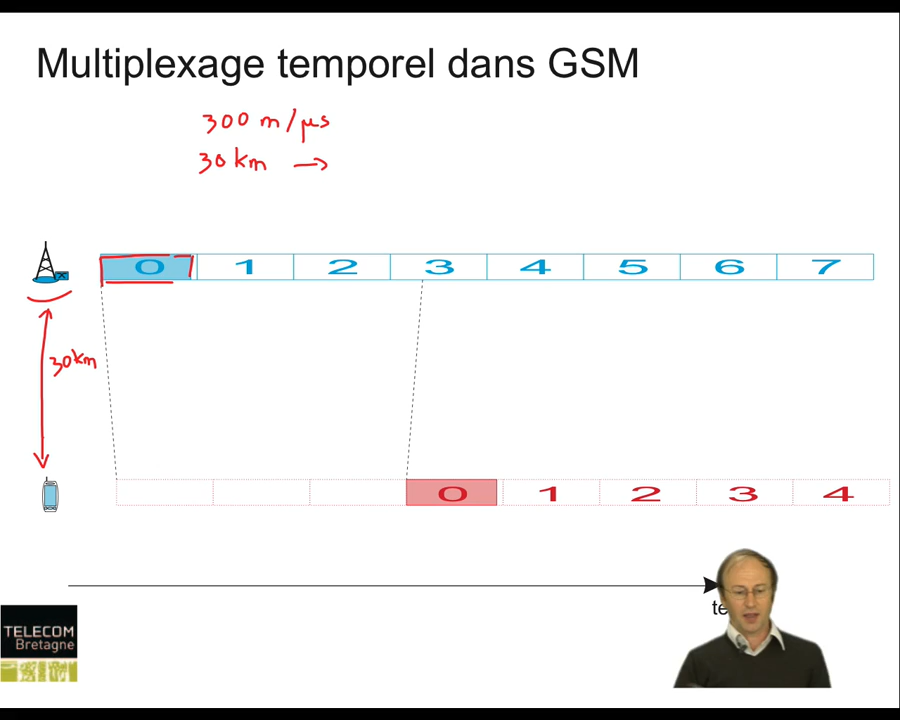 Multiplexage temporel dans GSM
300 m/μs
30 km →
0 1 2 3 4 5 6 7
30km
0 1 2 3 4
te
TELECOM
Bretagne